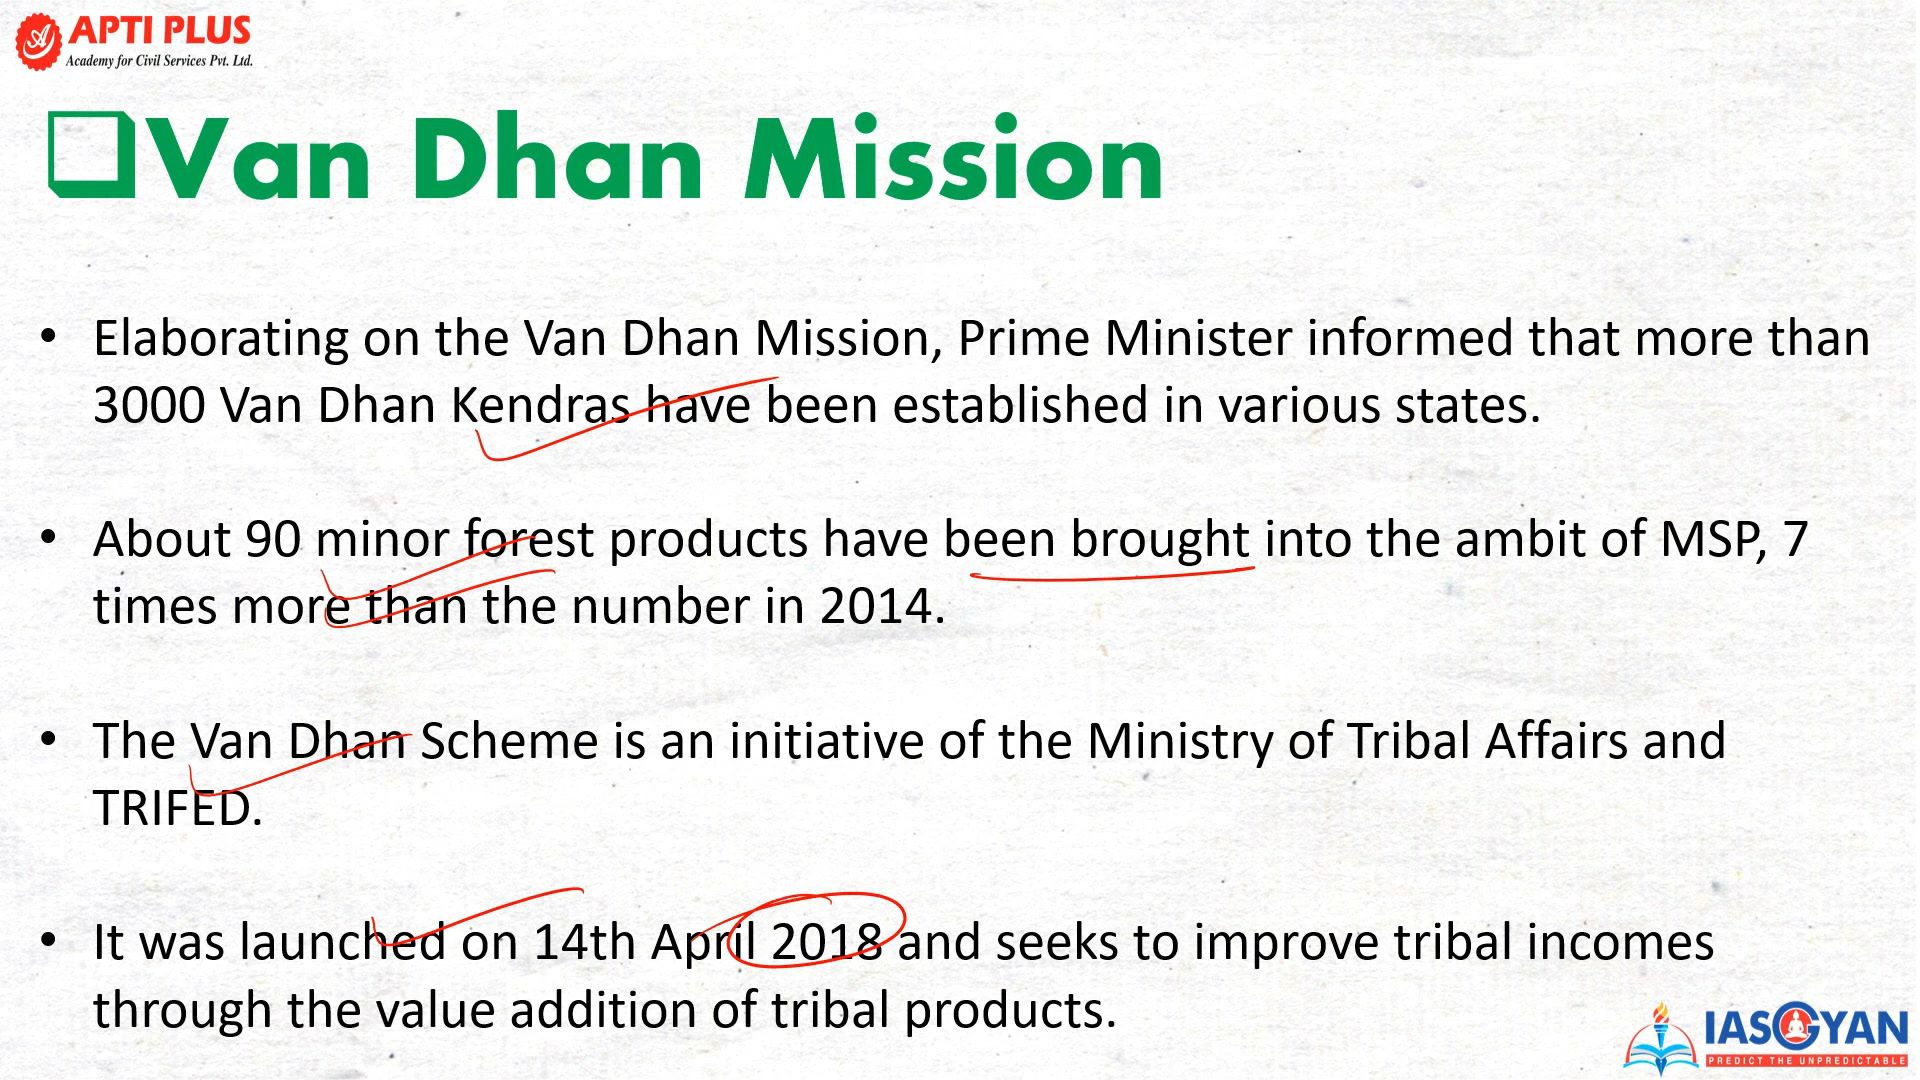 APTI PLUS
Academy for Civil Services Pvt. Ltd.
Van Dhan Mission
• Elaborating on the Van Dhan Mission, Prime Minister informed that more than
3000 Van Dhan Kendras have been established in various states.
• About 90 minor forest products have been brought into the ambit of MSP, 7
times more than the number in 2014.
• The Van Dhan Scheme is an initiative of the Ministry of Tribal Affairs and
TRIFED.
• It was launched on 14th April 2018 and seeks to improve tribal incomes
through the value addition of tribal products.
IASGYAN
PREDICT THE UNPREDICTABLE